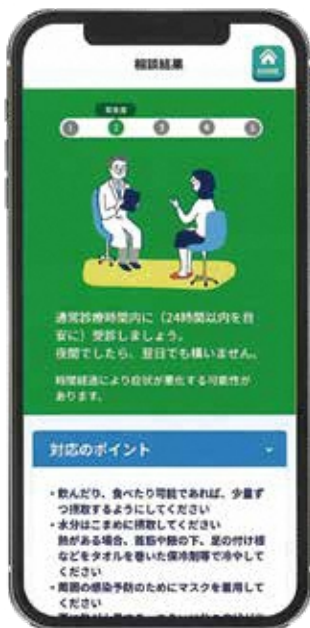 相談結果
HOME
緊急度
1 2 3 4 5
通常診療時間内に（24時間以内を目
安に）受診しましょう。
夜間でしたら、翌日でも構いません。
時間経過により症状が悪化する可能性が
あります。
対応のポイント
・飲んだり、食べたり可能であれば、少量ず
つ摂取するようにしてください
・水分はこまめに摂取してください
熱がある場合、首筋や腋の下、足の付け根
などをタオルを巻いた保冷剤等で冷やして
ください
・周囲の感染予防のためにマスクを着用して
ください